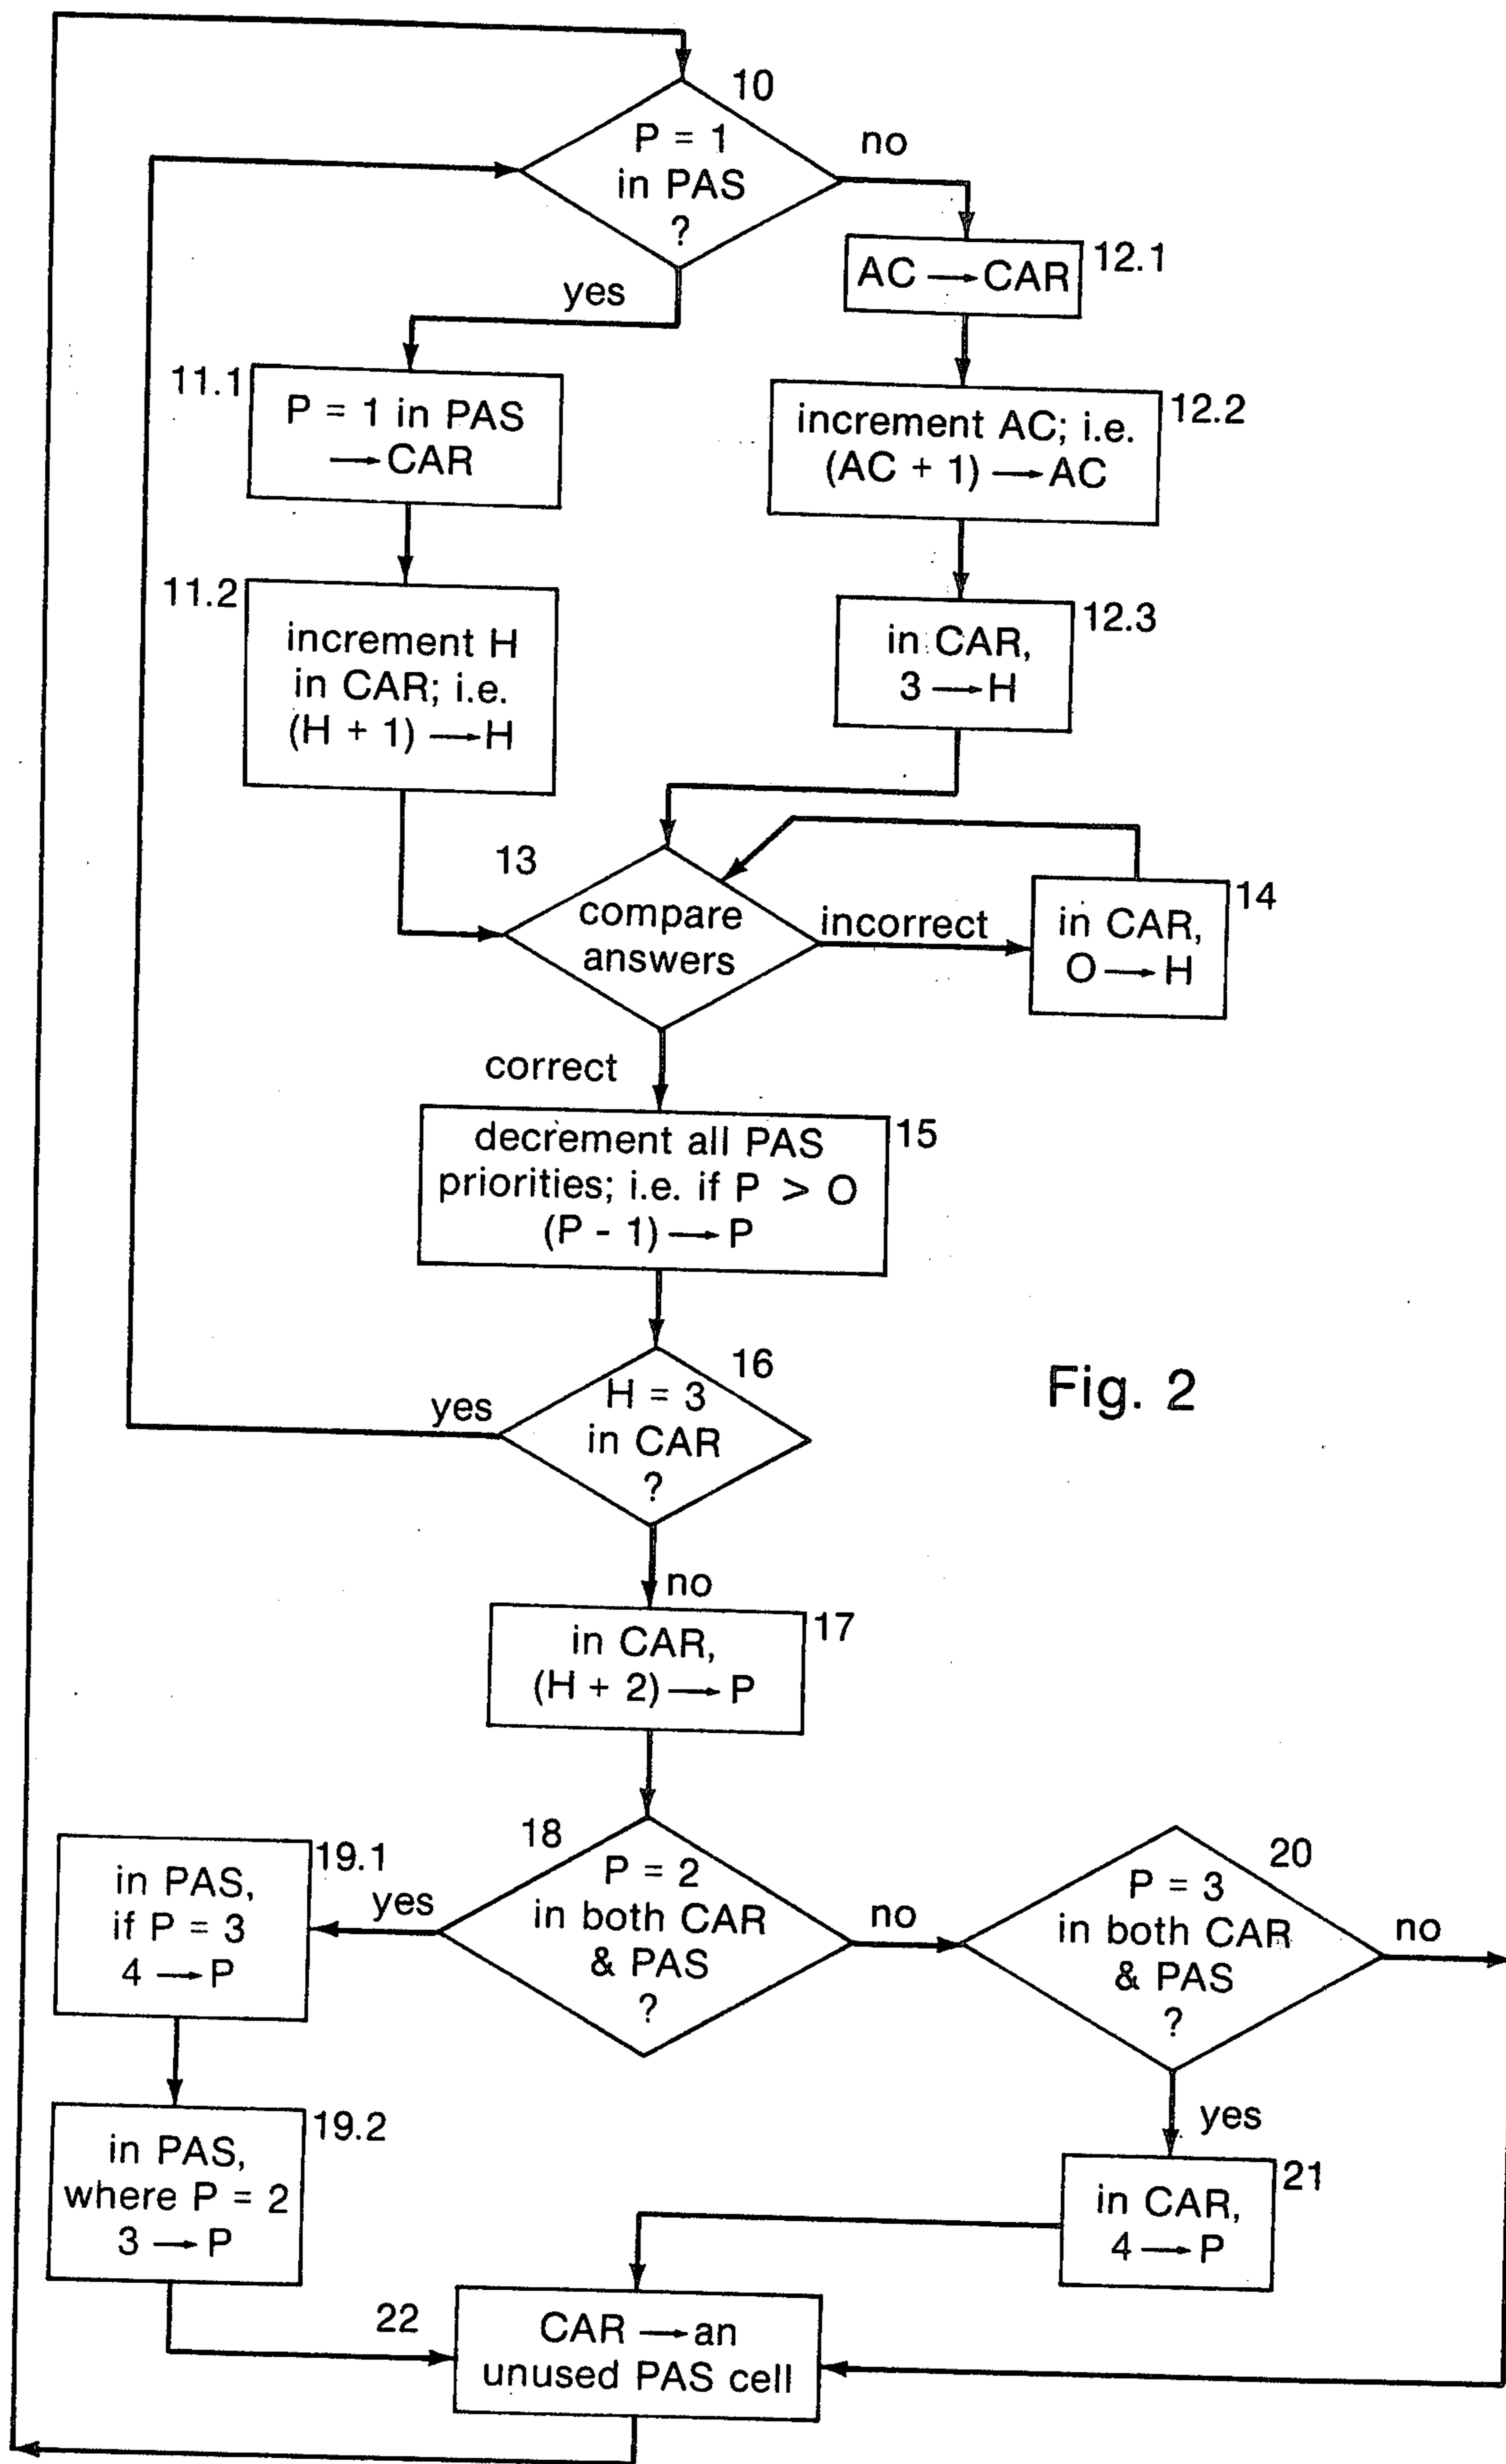 10
P = 1
in PAS
?
no
yes
12.1
AC → CAR
11.1
P = 1 in PAS
→ CAR
12.2
increment AC; i.e.
(AC + 1) → AC
11.2
increment H
in CAR; i.e.
(H + 1) → H
12.3
in CAR,
3 → H
13
compare
answers
incorrect
14
in CAR,
O → H
correct
15
decrement all PAS
priorities; i.e. if P > O
(P - 1) → P
16
H = 3
in CAR
?
yes
Fig. 2
no
17
in CAR,
(H + 2) → P
18
P = 2
in both CAR
& PAS
?
yes
no
19.1
in PAS,
if P = 3
4 → P
20
P = 3
in both CAR
& PAS
?
no
yes
19.2
in PAS,
where P = 2
3 → P
21
in CAR,
4 → P
22
CAR → an
unused PAS cell